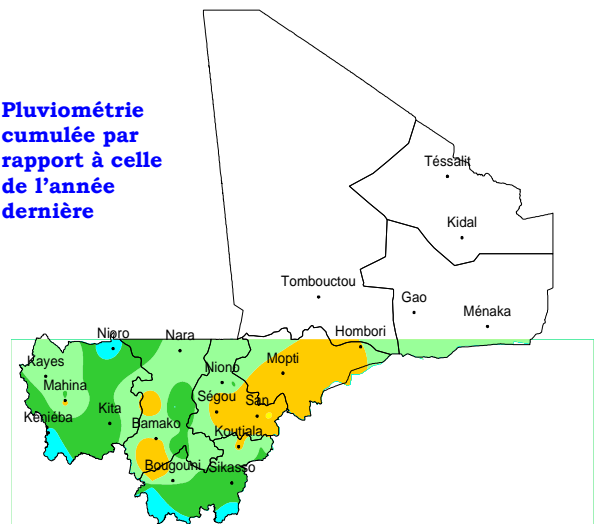 Pluviométrie
cumulée par
rapport à celle
de l'année
dernière
Téssalit
Kidal
Tombouctou
Gao
Ménaka
Hombori
Nioro
Nara
Mopti
Kayes
Niono
Mahina
Ségou
San
Kéniéba
Kita
Bamako
Koutiala
Bougouni
Sikasso